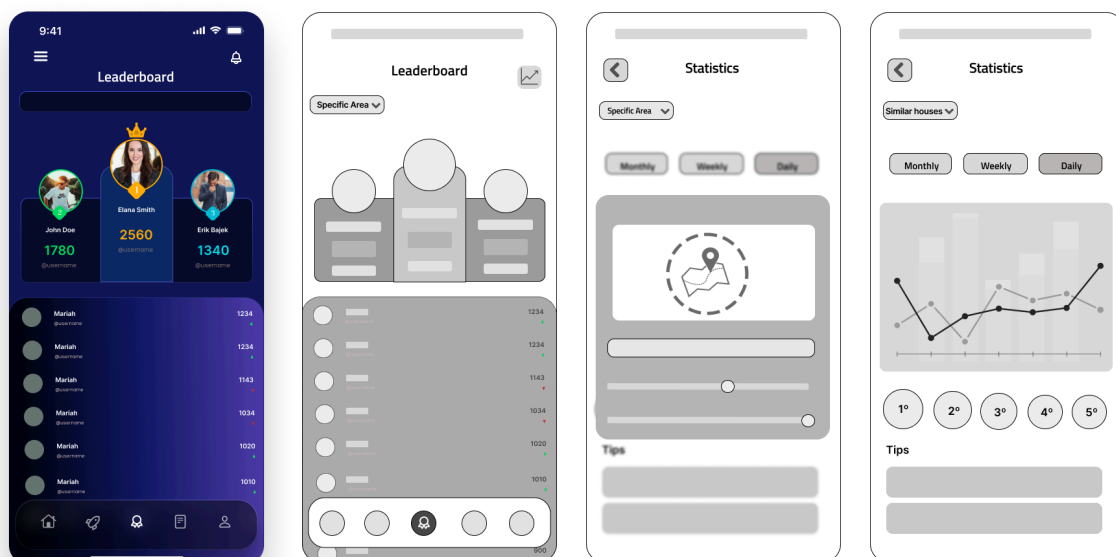 9:41
Leaderboard
1
Elana Smith
2560
@username
2
John Doe
1780
@username
3
Erik Bajek
1340
@username
Mariah
@username
1234
Mariah
@username
1234
Mariah
@username
1143
Mariah
@username
1034
Mariah
@username
1020
Mariah
@username
1010
Leaderboard
Specific Area
1234
1234
1143
1034
1020
1010
900
Statistics
Specific Area
Monthly
Weekly
Daily
Tips
Statistics
Similar houses
Monthly
Weekly
Daily
1º
2º
3º
4º
5º
Tips